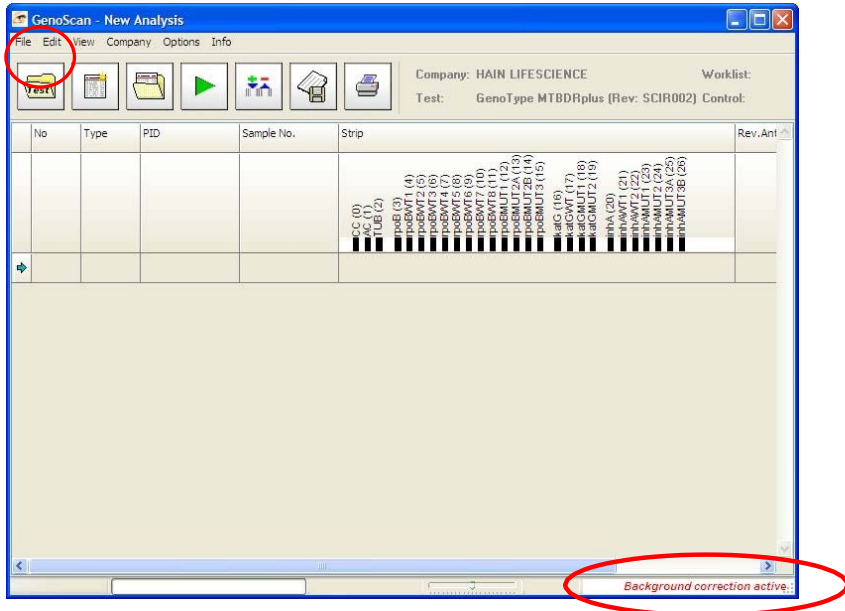 GenoScan - New Analysis
File Edit View Company Options Info
Test
Company: HAIN LIFESCIENCE Worklist:
Test: GenoType MTBDRplus (Rev: SCIR002) Control:
No Type PID Sample No. Strip Rev.Ant
CC (0)
AC (1)
TUB (2)
rpoB (3)
rpoBWT1 (4)
rpoBWT2 (5)
rpoBWT3 (6)
rpoBWT4 (7)
rpoBWT5 (8)
rpoBWT6 (9)
rpoBWT7 (10)
rpoBWT8 (11)
rpoBMUT1 (12)
rpoBMUT2A (13)
rpoBMUT2B (14)
rpoBMUT3 (15)
katG (16)
katGWT (17)
katGMUT1 (18)
katGMUT2 (19)
inhA (20)
inhAWT1 (21)
inhAWT2 (22)
inhAMUT1 (23)
inhAMUT2 (24)
inhAMUT3A (25)
inhAMUT3B (26)
Background correction active